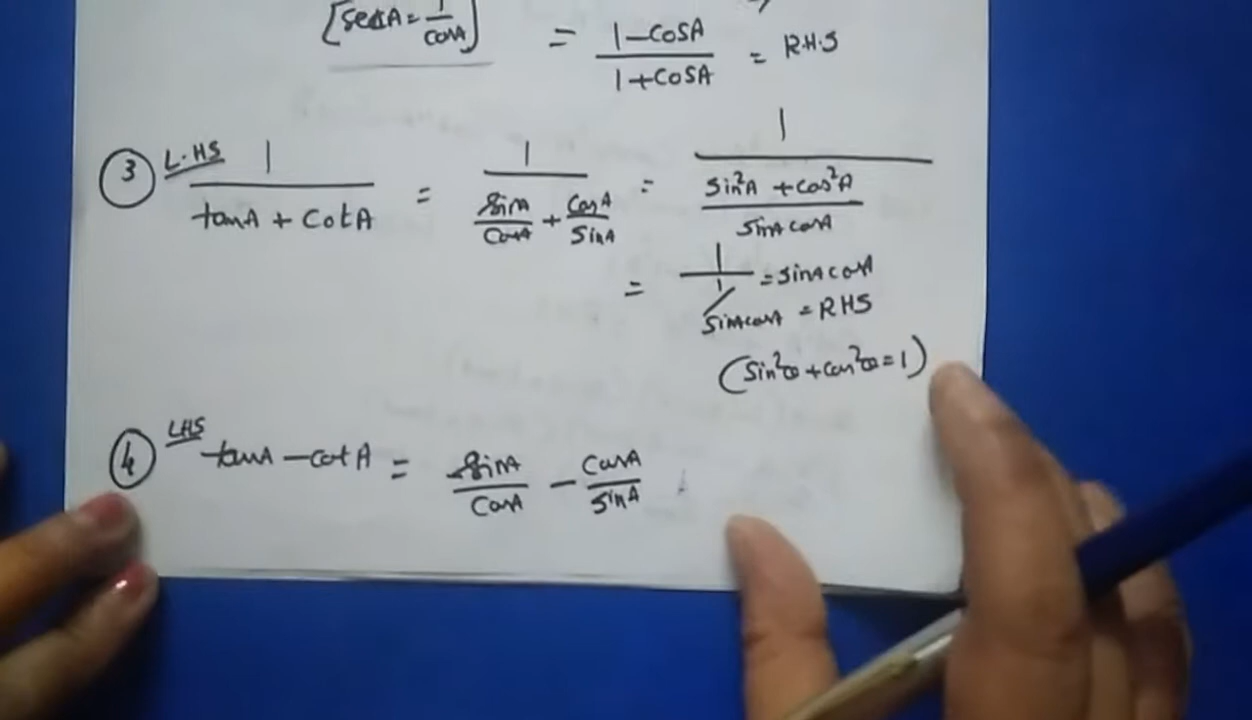 [secA = 1/cosA] = 1-cosA/1+cosA = R.H.S
③ L.HS 1/tanA + cotA = 1/sinA/cosA + cosA/sinA = 1/sin²A + cos²A/sinA cosA
= 1/1/sinA cosA = sinA cosA = RHS
(sin²θ + cos²θ = 1)
④ LHS tanA - cotA = sinA/cosA - cosA/sinA